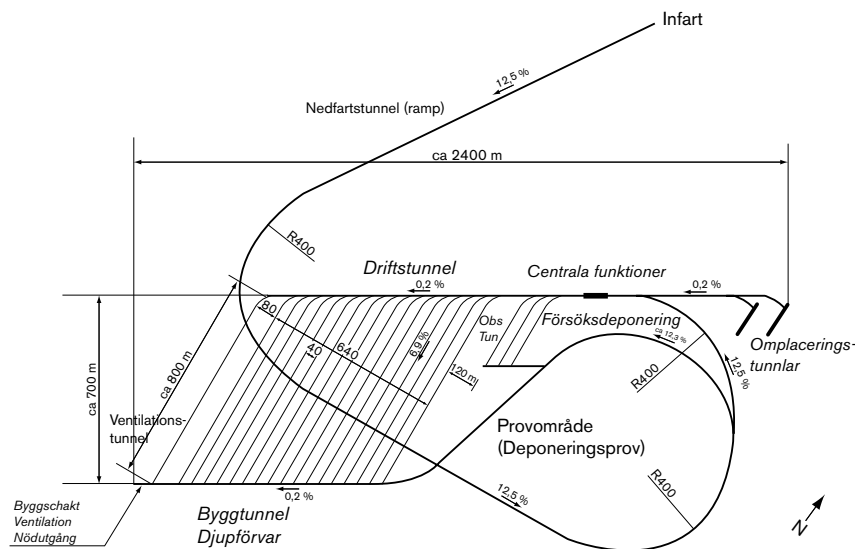 Infart
12,5 %
Nedfartstunnel (ramp)
ca 2400 m
R400
Driftstunnel
Centrala funktioner
0,2 %
0,2 %
80
Obs
Tun
Försöksdeponering
ca 12,3 %
Omplacerings-
tunnlar
640
40
6,9 %
120 m
R400
12,5 %
ca 800 m
ca 700 m
Ventilations-
tunnel
Provområde
(Deponeringsprov)
R400
12,5 %
0,2 %
Byggschakt
Ventilation
Nödutgång
Byggtunnel
Djupförvar
N